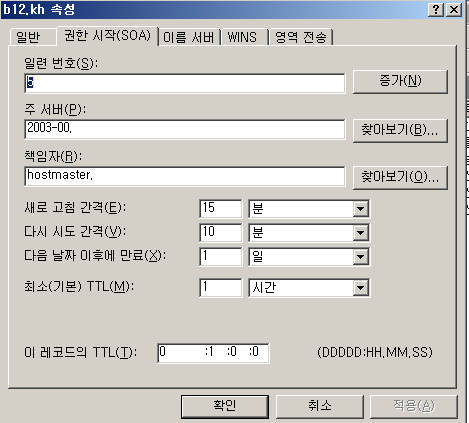 b12.kh 속성
일반 권한 시작(SOA) 이름 서버 WINS 영역 전송
일련 번호(S):
5 증가(N)
주 서버(P):
2003-00. 찾아보기(B)...
책임자(R):
hostmaster. 찾아보기(O)...
새로 고침 간격(E): 15 분
다시 시도 간격(V): 10 분
다음 날짜 이후에 만료(X): 1 일
최소(기본) TTL(M): 1 시간
이 레코드의 TTL(T): 0 :1 :0 :0 (DDDDD:HH.MM.SS)
확인 취소 적용(A)